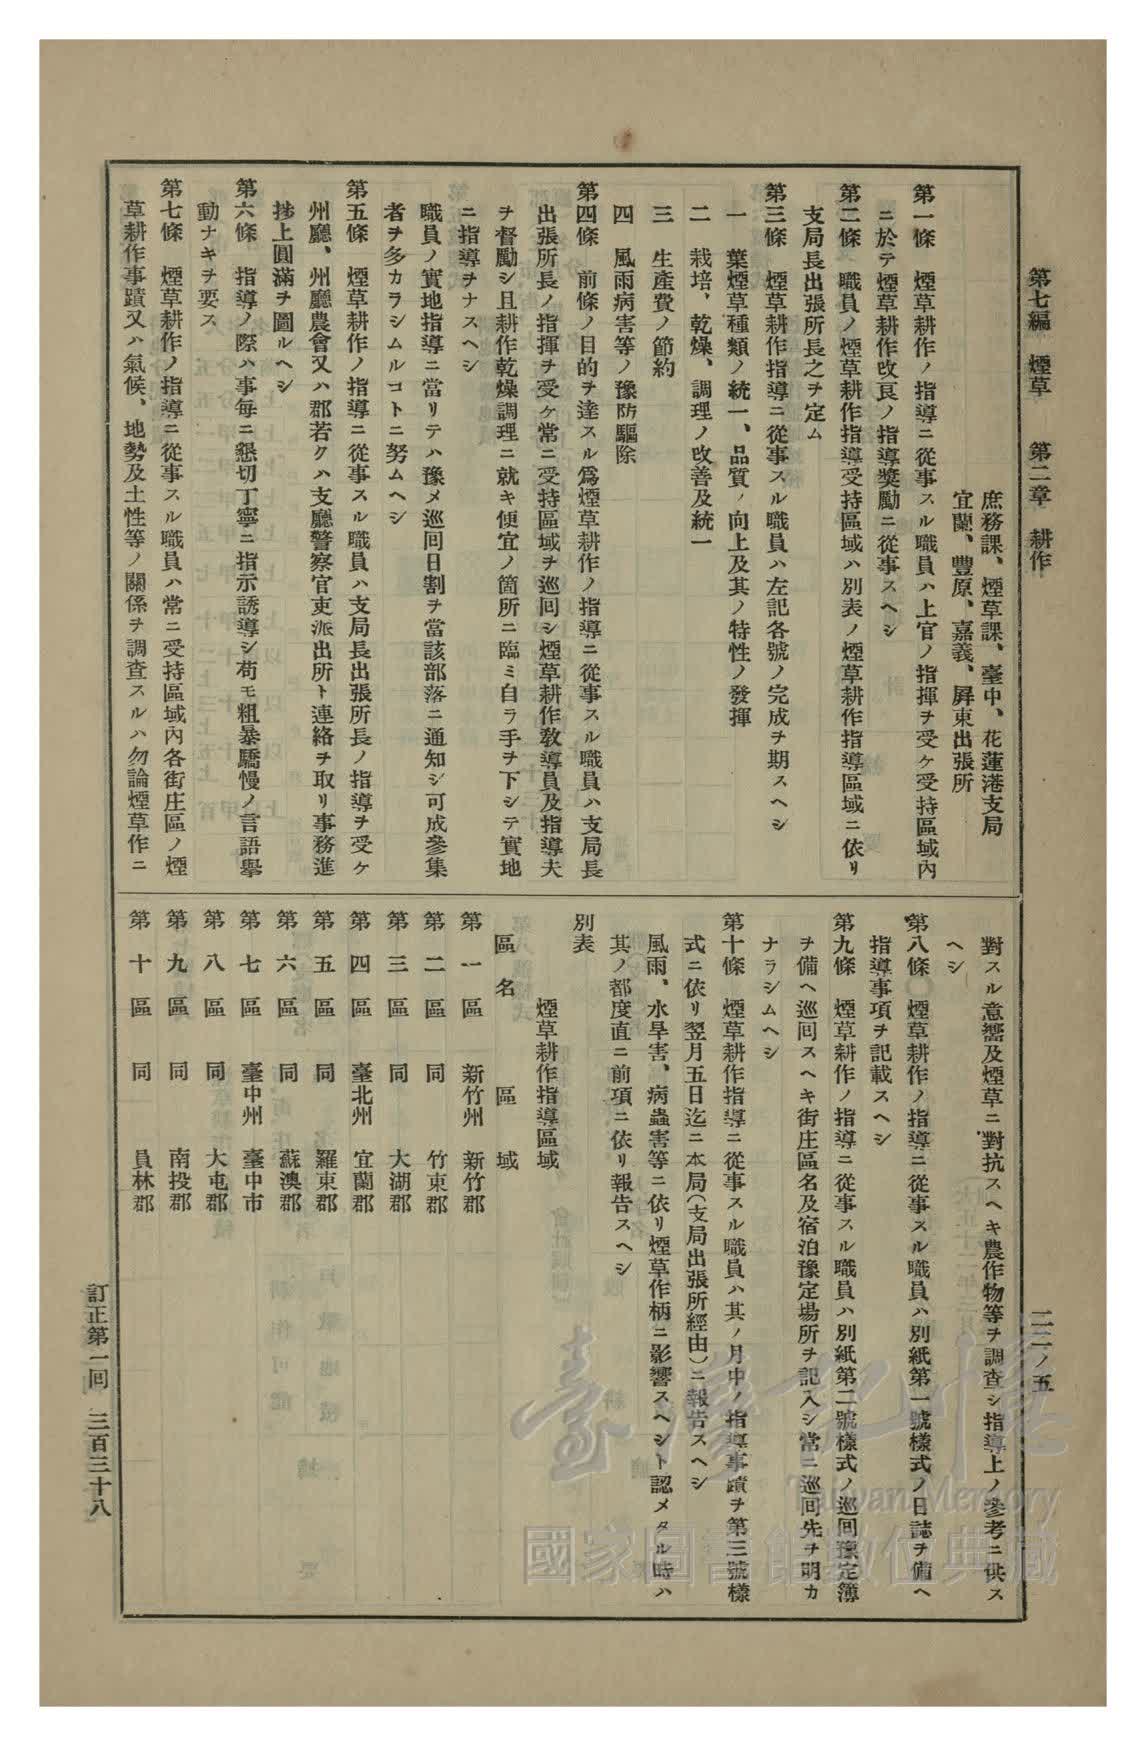 第七編　煙草　　第二章　耕作
二二ノ五
庶務課、煙草課、臺中、花蓮港支局
宜蘭、豐原、嘉義、屛東出張所
第一條　煙草耕作ノ指導ニ從事スル職員ハ上官ノ指揮ヲ受ケ受持區域內
ニ於テ煙草耕作改良ノ指導奬勵ニ從事スヘシ
第二條　職員ノ煙草耕作指導受持區域ハ別表ノ煙草耕作指導區域ニ依リ
支局長出張所長之ヲ定ム
第三條　煙草耕作指導ニ從事スル職員ハ左記各號ノ完成ヲ期スヘシ
一　葉煙草種類ノ統一、品質ノ向上及其ノ特性ノ發揮
二　栽培、乾燥、調理ノ改善及統一
三　生產費ノ節約
四　風雨病害等ノ豫防驅除
第四條　前條ノ目的ヲ達スル爲煙草耕作ノ指導ニ從事スル職員ハ支局長
出張所長ノ指揮ヲ受ケ常ニ受持區域ヲ巡回シ煙草耕作敎導員及指導夫
ヲ督勵シ且耕作乾燥調理ニ就キ便宜ノ箇所ニ臨ミ自ラ手ヲ下シテ實地
ニ指導ヲナスヘシ
職員ノ實地指導ニ當リテハ豫メ巡回日割ヲ當該部落ニ通知シ可成參集
者ヲ多カラシムルコトニ努ムヘシ
第五條　煙草耕作ノ指導ニ從事スル職員ハ支局長出張所長ノ指導ヲ受ケ
州廳、州廳農會又ハ郡若クハ支廳警察官吏派出所ト連絡ヲ取リ事務進
捗上圓滿ヲ圖ルヘシ
第六條　指導ノ際ハ事每ニ懇切丁寧ニ指示誘導シ苟モ粗暴驕慢ノ言語擧
動ナキヲ要ス
第七條　煙草耕作ノ指導ニ從事スル職員ハ常ニ受持區域內各街庄區ノ煙
草耕作事蹟又ハ氣候、地勢及土性等ノ關係ヲ調査スルハ勿論煙草作ニ
對スル意響及煙草ニ對抗スヘキ農作物等ヲ調查シ指導上ノ參考ニ供ス
ヘシ
第八條　煙草耕作ノ指導ニ從事スル職員ハ別紙第一號樣式ノ日誌ヲ備ヘ
指導事項ヲ記載スヘシ
第九條　煙草耕作ノ指導ニ從事スル職員ハ別紙第二號樣式ノ巡回豫定簿
ヲ備ヘ巡回スヘキ街庄區名及宿泊豫定場所ヲ記入シ常ニ巡回先ヲ明カ
ナラシムヘシ
第十條　煙草耕作指導ニ從事スル職員ハ其ノ月中ノ指導事蹟ヲ第三號樣
式ニ依リ翌月五日迄ニ本局（支局出張所經由）ニ報告スヘシ
風雨、水旱害、病蟲害等ニ依リ煙草作柄ニ影響スヘシト認メタル時ハ
其ノ都度直ニ前項ニ依リ報告スヘシ
別表
煙草耕作指導區域
區名　　區　域
第一區　新竹州　新竹郡
第二區　同　竹東郡
第三區　同　大湖郡
第四區　臺北州　宜蘭郡
第五區　同　羅東郡
第六區　同　蘇澳郡
第七區　臺中州　臺中市
第八區　同　大屯郡
第九區　同　南投郡
第十區　同　員林郡
訂正第一回　三百三十八
臺灣記憶
Taiwan Memory
國家圖書館數位典藏